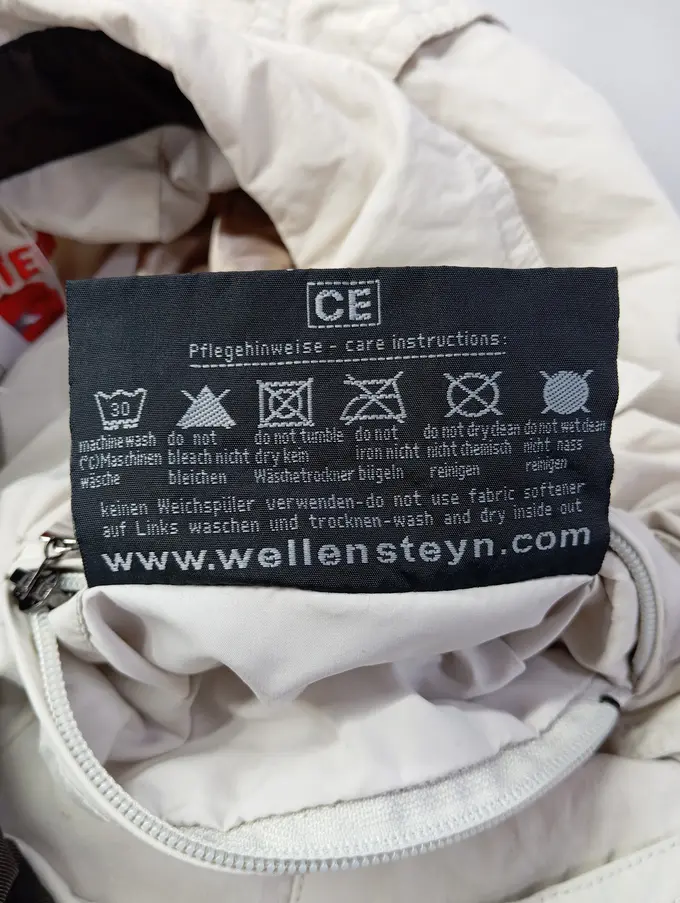 CE
Pflegehinweise - care instructions:
30
machine wash
(°c)Maschinen
wäsche
do not
bleach nicht
bleichen
do not tumble
dry kein
Wäschetrockner
do not
iron nicht
bügeln
do not dry clean
nicht chemisch
reinigen
do not wet clean
nicht nass
reinigen
keinen Weichspüler verwenden-do not use fabric softener
auf Links waschen und trocknen-wash and dry inside out
www.wellensteyn.com